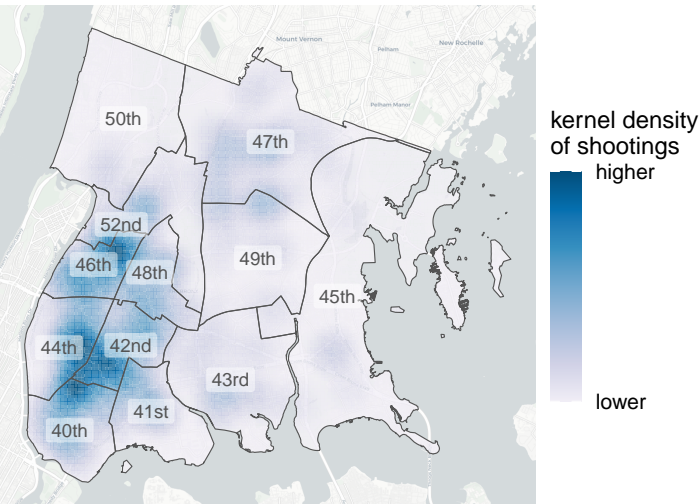 Mount Vernon
New Rochelle
Pelham
Pelham Manor
50th
47th
52nd
46th
48th
49th
45th
44th
42nd
43rd
41st
40th
kernel density
of shootings
higher
lower